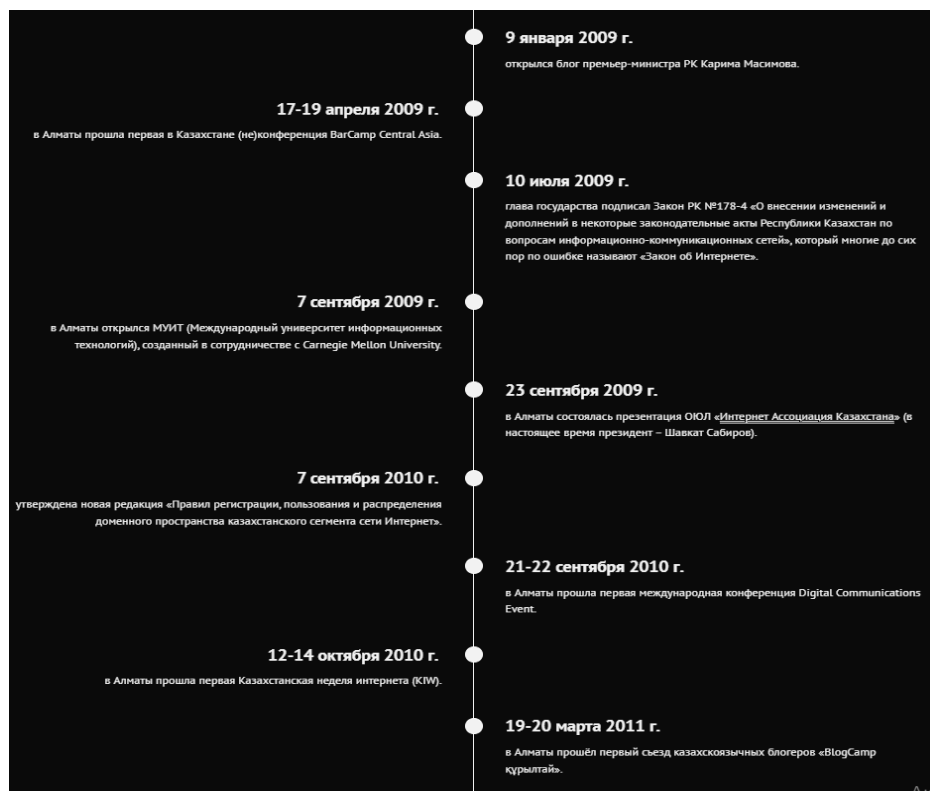 9 января 2009 г.
открылся блог премьер-министра РК Карима Масимова.
17-19 апреля 2009 г.
в Алматы прошла первая в Казахстане (не)конференция BarCamp Central Asia.
10 июля 2009 г.
глава государства подписал Закон РК №178-4 «О внесении изменений и
дополнений в некоторые законодательные акты Республики Казахстан по
вопросам информационно-коммуникационных сетей», который многие до сих
пор по ошибке называют «Закон об Интернете».
7 сентября 2009 г.
в Алматы открылся МУИТ (Международный университет информационных
технологий), созданный в сотрудничестве с Carnegie Mellon University.
23 сентября 2009 г.
в Алматы состоялась презентация ОЮЛ «Интернет Ассоциация Казахстана» (в
настоящее время президент – Шавкат Сабиров).
7 сентября 2010 г.
утверждена новая редакция «Правил регистрации, пользования и распределения
доменного пространства казахстанского сегмента сети Интернет».
21-22 сентября 2010 г.
в Алматы прошла первая международная конференция Digital Communications
Event.
12-14 октября 2010 г.
в Алматы прошла первая Казахстанская неделя интернета (KIW).
19-20 марта 2011 г.
в Алматы прошёл первый съезд казахскоязычных блогеров «BlogCamp
құрылтай».